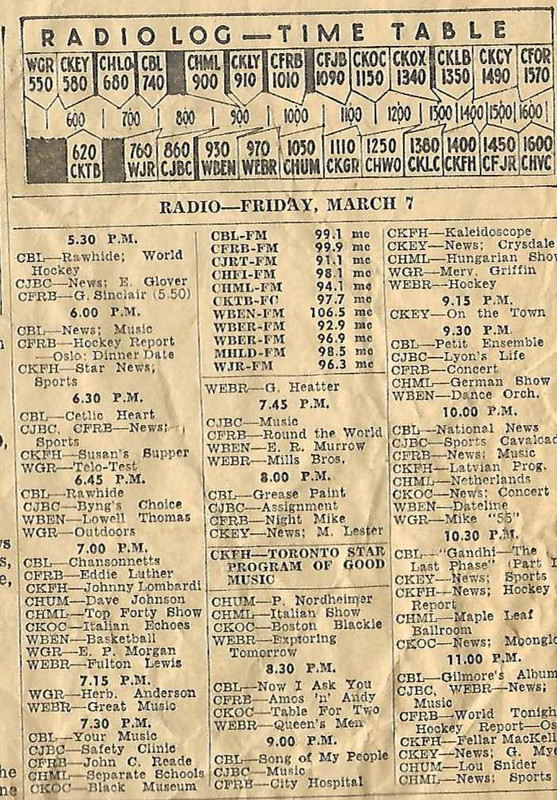 RADIO LOG — TIME TABLE
WGR 550 CKEY 580 CHLO 680 CBL 740 CHML 900 CKLY 910 CFRB 1010 CFJB 1090 CKOC 1150 CKOX 1340 CKLB 1350 CKCY 1490 CFOR 1570
600 700 800 900 1000 1100 1200 1300 1400 1500 1600
620 CKTB 760 WJR 860 CJBC 930 WBEN 970 WEBR 1050 CHUM 1110 CKGR 1250 CHWO 1380 CKLC 1400 CKFH 1450 CFJR 1600 CHVC
RADIO—FRIDAY, MARCH 7
5.30 P.M.
CBL—Rawhide; World
Hockey
CJBC—News; E. Glover
CFRB—G. Sinclair (5.50)
6.00 P.M.
CBL—News; Music
CFRB—Hockey Report
—Oslo; Dinner Date
CKFH—Star News;
Sports
6.30 P.M.
CBL—Celtic Heart
CJBC, CFRB—News;
Sports
CKFH—Susan's Supper
WGR—Telo-Test
6.45 P.M.
CBL—Rawhide
CJBC—Byng's Choice
WBEN—Lowell Thomas
WGR—Outdoors
7.00 P.M.
CBL—Chansonnetts
CFRB—Eddie Luther
CKFH—Johnny Lombardi
CHUM—Dave Johnson
CHML—Top Forty Show
CKOC—Italian Echoes
WBEN—Basketball
WGR—E. P. Morgan
WEBR—Fulton Lewis
7.15 P.M.
WGR—Herb. Anderson
WEBR—Great Music
7.30 P.M.
CBL—Your Music
CJBC—Safety Clinic
CFRB—John C. Reade
CHML—Separate Schools
CKOC—Black Museum
CBL-FM 99.1 mc
CFRB-FM 99.9 mc
CJRT-FM 91.1 mc
CHFI-FM 98.1 mc
CHML-FM 94.1 mc
CKTB-FC 97.7 mc
WBEN-FM 106.5 mc
WBER-FM 92.9 mc
WBER-FM 96.9 mc
MHLD-FM 98.5 mc
WJR-FM 96.3 mc
WEBR—G. Heatter
7.45 P.M.
CJBC—Music
CFRB—Round the World
WBEN—E. R. Murrow
WEBR—Mills Bros.
8.00 P.M.
CBL—Grease Paint
CJBC—Assignment
CFRB—Night Mike
CKEY—News; M. Lester
CKFH—TORONTO STAR
PROGRAM OF GOOD
MUSIC
CHUM—P. Nordheimer
CHML—Italian Show
CKOC—Boston Blackie
WEBR—Exploring
Tomorrow
8.30 P.M.
CBL—Now I Ask You
CFRB—Amos 'n' Andy
CKOC—Table For Two
WEBR—Queen's Men
9.00 P.M.
CBL—Song of My People
CJBC—Music
CFRB—City Hospital
CKFH—Kaleidoscope
CKEY—News; Crysdale
CHML—Hungarian Show
WGR—Merv. Griffin
WEBR—Hockey
9.15 P.M.
CKEY—On the Town
9.30 P.M.
CBL—Petit Ensemble
CJBC—Lyon's Life
CFRB—Concert
CHML—German Show
WBEN—Dance Orch.
10.00 P.M.
CBL—National News
CJBC—Sports Cavalcad
CFRB—News; Music
CKFH—Latvian Prog.
CHML—Netherlands
CKOC—News; Concert
WBEN—Dateline
WGR—Mike "55"
10.30 P.M.
CBL—"Gandhi—The
Last Phase" (Part I
CKEY—News; Sports
CKFH—News; Hockey
Report
CHML—Maple Leaf
Ballroom
CKOC—News; Moonglo
11.00 P.M.
CBL—Gilmore's Album
CJBC, WEBR—News;
Music
CFRB—World Tonigh
Hockey Report—Os
CKFH—Fellar MacKell
CKEY—News; G. Mye
CHUM—Lou Snider
CHML—News; Sports